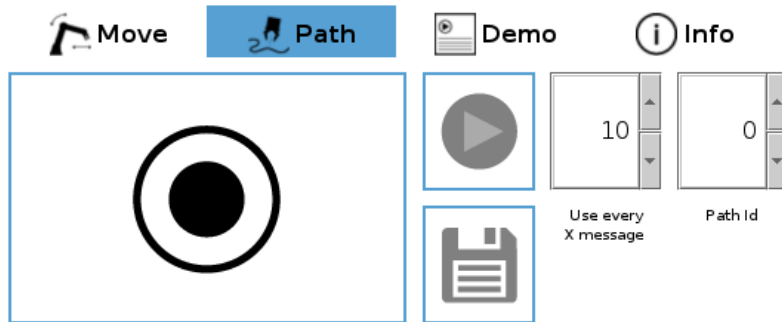 Move
Path
Demo
Info
10
0
Use every
X message
Path Id